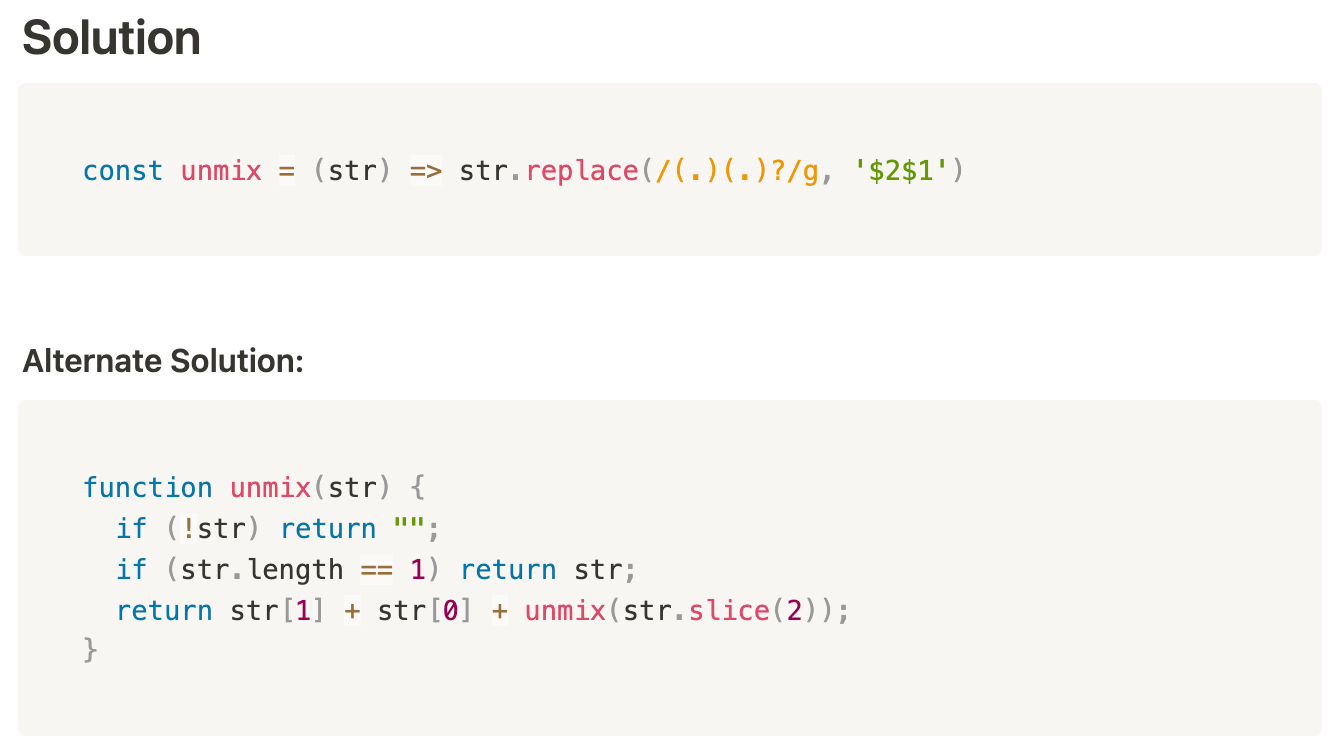 Solution
const unmix = (str) => str.replace(/(.)(.)?/g, '$2$1')
Alternate Solution:
function unmix(str) {
  if (!str) return "";
  if (str.length == 1) return str;
  return str[1] + str[0] + unmix(str.slice(2));
}